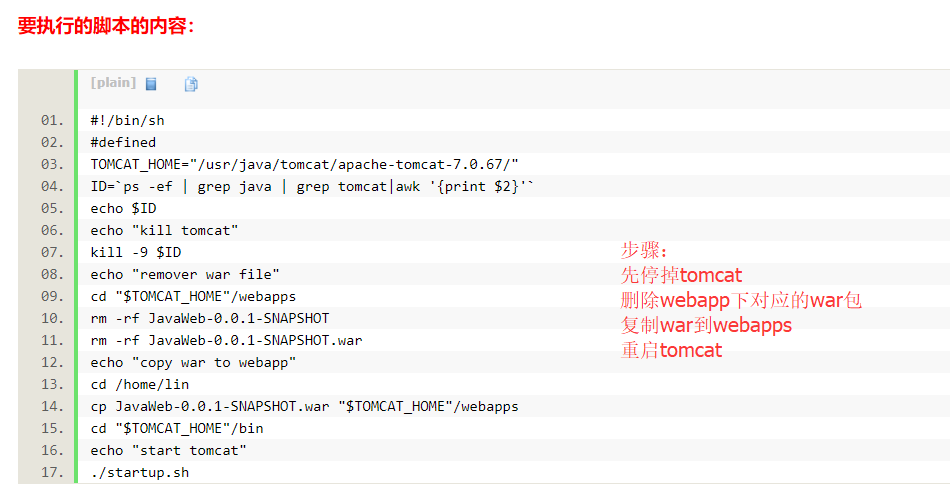 要执行的脚本的内容：
[plain]
01. #!/bin/sh
02. #defined
03. TOMCAT_HOME="/usr/java/tomcat/apache-tomcat-7.0.67/"
04. ID=`ps -ef | grep java | grep tomcat|awk '{print $2}'`
05. echo $ID
06. echo "kill tomcat"
07. kill -9 $ID
08. echo "remover war file"
09. cd "$TOMCAT_HOME"/webapps
10. rm -rf JavaWeb-0.0.1-SNAPSHOT
11. rm -rf JavaWeb-0.0.1-SNAPSHOT.war
12. echo "copy war to webapp"
13. cd /home/lin
14. cp JavaWeb-0.0.1-SNAPSHOT.war "$TOMCAT_HOME"/webapps
15. cd "$TOMCAT_HOME"/bin
16. echo "start tomcat"
17. ./startup.sh
步骤：
先停掉tomcat
删除webapp下对应的war包
复制war到webapps
重启tomcat